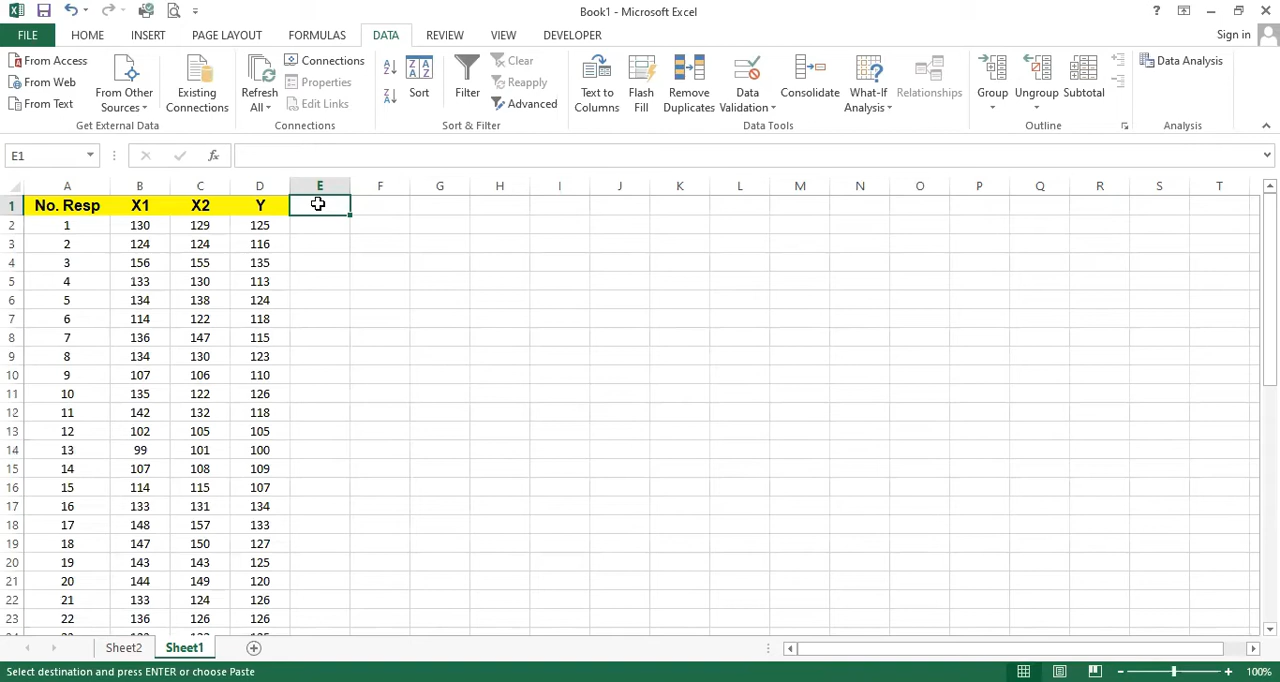 Book1 - Microsoft Excel
?
FILE HOME INSERT PAGE LAYOUT FORMULAS DATA REVIEW VIEW DEVELOPER Sign in
From Access
From Web
From Text
From Other Sources
Existing Connections
Get External Data
Refresh All
Connections
Properties
Edit Links
Connections
Sort
Filter
Clear
Reapply
Advanced
Sort & Filter
Text to Columns
Flash Fill
Remove Duplicates
Data Validation
Consolidate
What-If Analysis
Relationships
Data Tools
Group
Ungroup
Subtotal
Outline
Data Analysis
Analysis
E1 fx
A B C D E F G H I J K L M N O P Q R S T
1 No. Resp X1 X2 Y
2 1 130 129 125
3 2 124 124 116
4 3 156 155 135
5 4 133 130 113
6 5 134 138 124
7 6 114 122 118
8 7 136 147 115
9 8 134 130 123
10 9 107 106 110
11 10 135 122 126
12 11 142 132 118
13 12 102 105 105
14 13 99 101 100
15 14 107 108 109
16 15 114 115 107
17 16 133 131 134
18 17 148 157 133
19 18 147 150 127
20 19 143 143 125
21 20 144 149 120
22 21 133 124 126
23 22 136 126 126
Sheet2 Sheet1
Select destination and press ENTER or choose Paste
100%